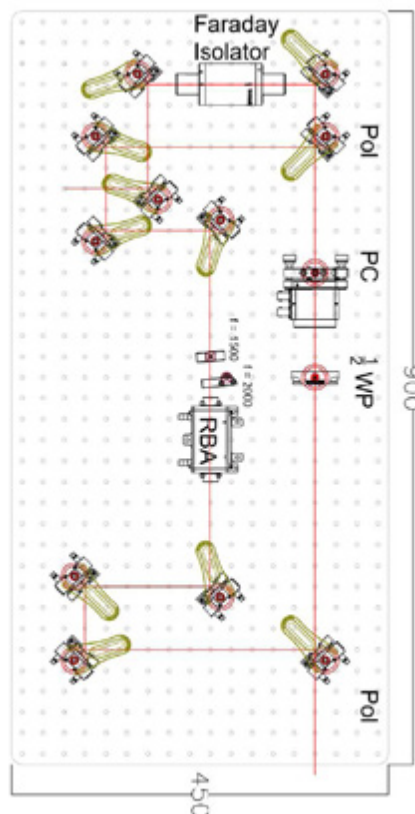 Faraday
Isolator
Pol
PC
½ WP
f = 1500
f = 2000
RBA
Pol
900
450